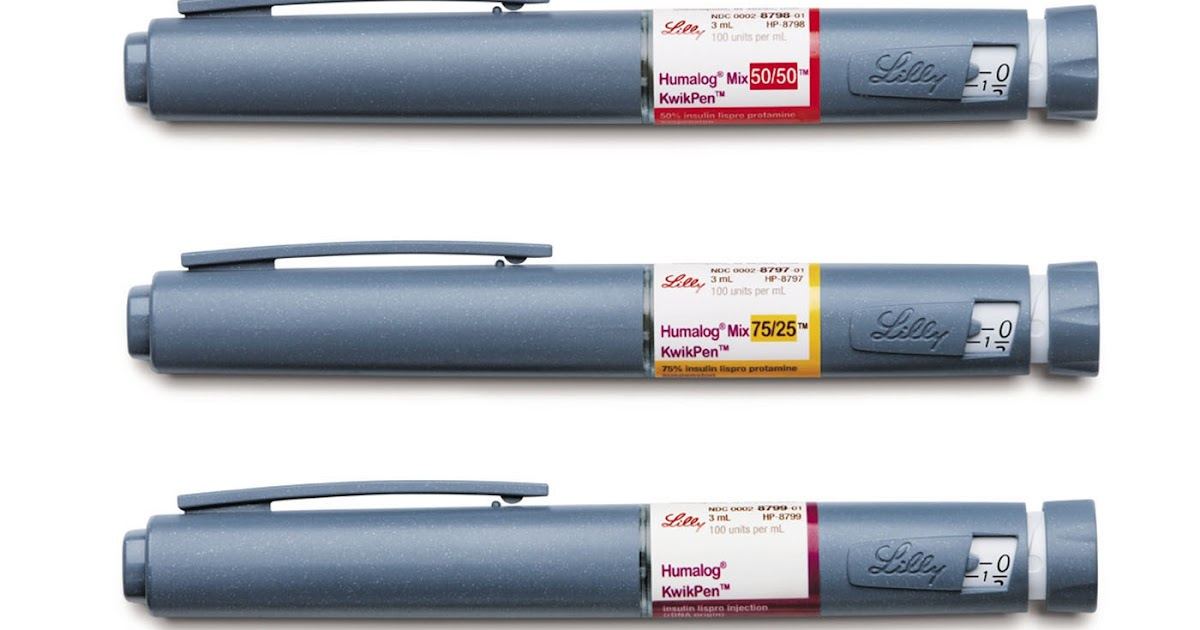 NDC 0002-8798-01
Lilly 3 mL HP-8798
100 units per mL
Humalog® Mix 50/50™
KwikPen™
50% insulin lispro protamine
Lilly
0
1
NDC 0002-8797-01
Lilly 3 mL HP-8797
100 units per mL
Humalog® Mix 75/25™
KwikPen™
75% insulin lispro protamine
Lilly
0
1
NDC 0002-8799-01
Lilly 3 mL HP-8799
100 units per mL
Humalog®
KwikPen™
insulin lispro injection
(rDNA origin)
Lilly
0
1